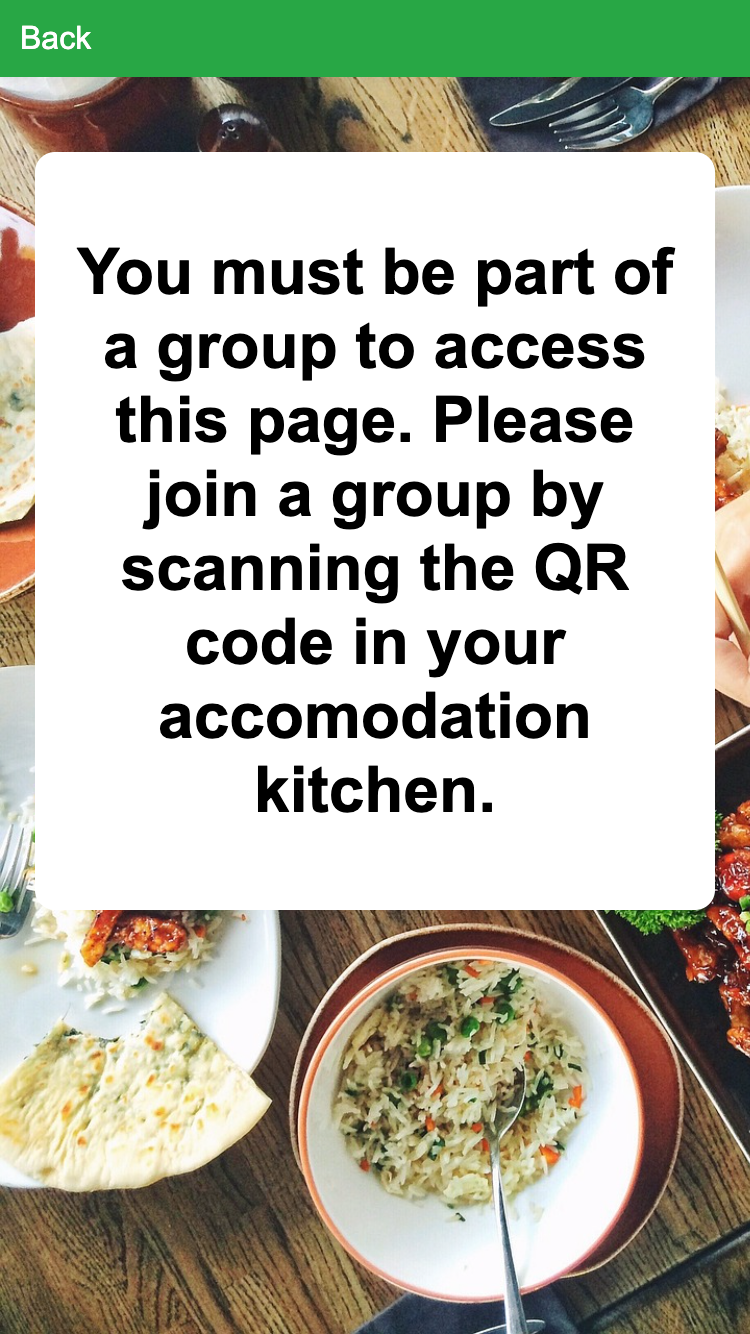 Back
You must be part of
a group to access
this page. Please
join a group by
scanning the QR
code in your
accomodation
kitchen.